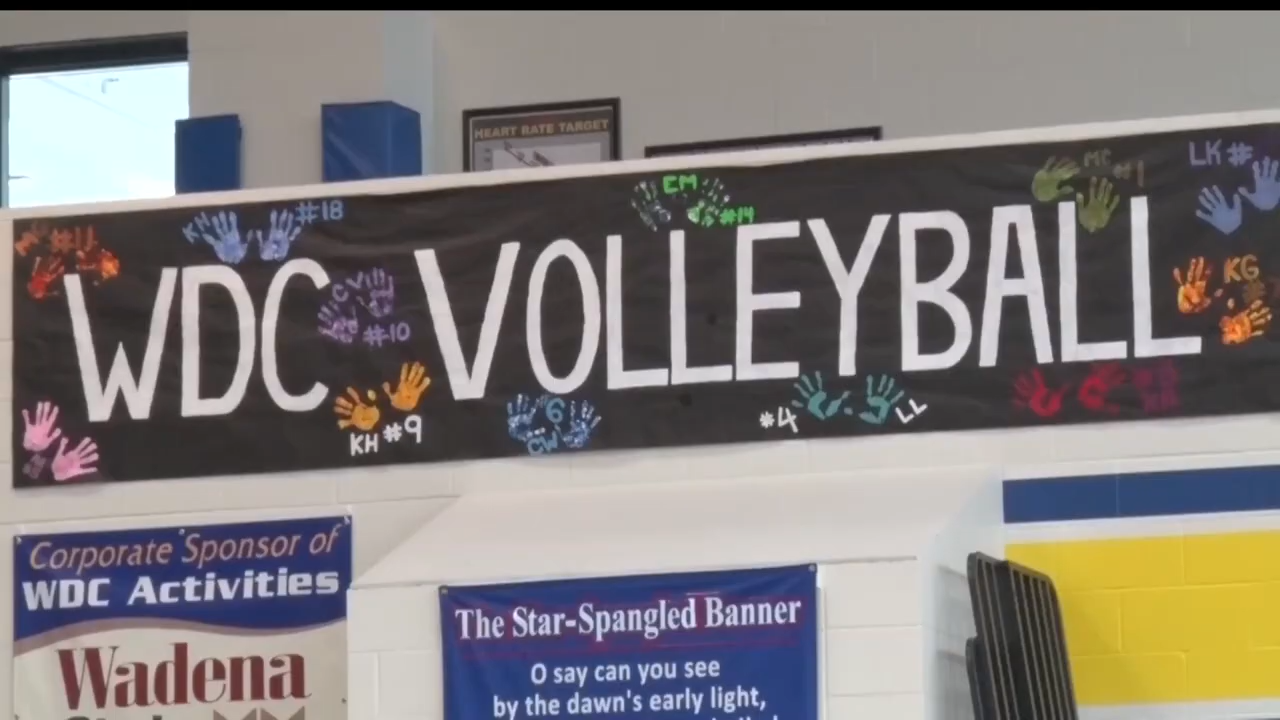 HEART RATE TARGET
WDC VOLLEYBALL
#11
#18
EM
#14
MC #1
LK #
CV
#10
KG
KH #9
6
CW
#4
LL
Corporate Sponsor of
WDC Activities
Wadena
The Star-Spangled Banner
O say can you see
by the dawn's early light,